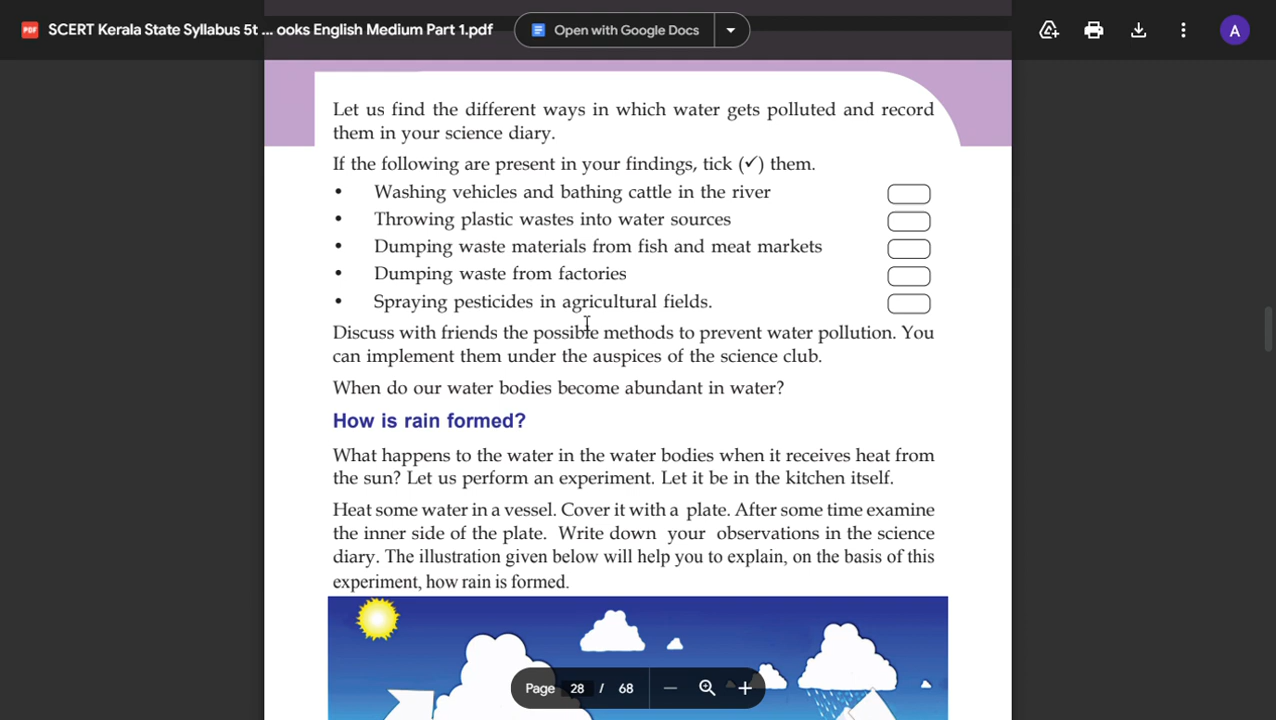 SCERT Kerala State Syllabus 5t ... ooks English Medium Part 1.pdf
Open with Google Docs
A
Let us find the different ways in which water gets polluted and record
them in your science diary.
If the following are present in your findings, tick (✓) them.
• Washing vehicles and bathing cattle in the river
• Throwing plastic wastes into water sources
• Dumping waste materials from fish and meat markets
• Dumping waste from factories
• Spraying pesticides in agricultural fields.
Discuss with friends the possible methods to prevent water pollution. You
can implement them under the auspices of the science club.
When do our water bodies become abundant in water?
How is rain formed?
What happens to the water in the water bodies when it receives heat from
the sun? Let us perform an experiment. Let it be in the kitchen itself.
Heat some water in a vessel. Cover it with a plate. After some time examine
the inner side of the plate. Write down your observations in the science
diary. The illustration given below will help you to explain, on the basis of this
experiment, how rain is formed.
Page 28 / 68